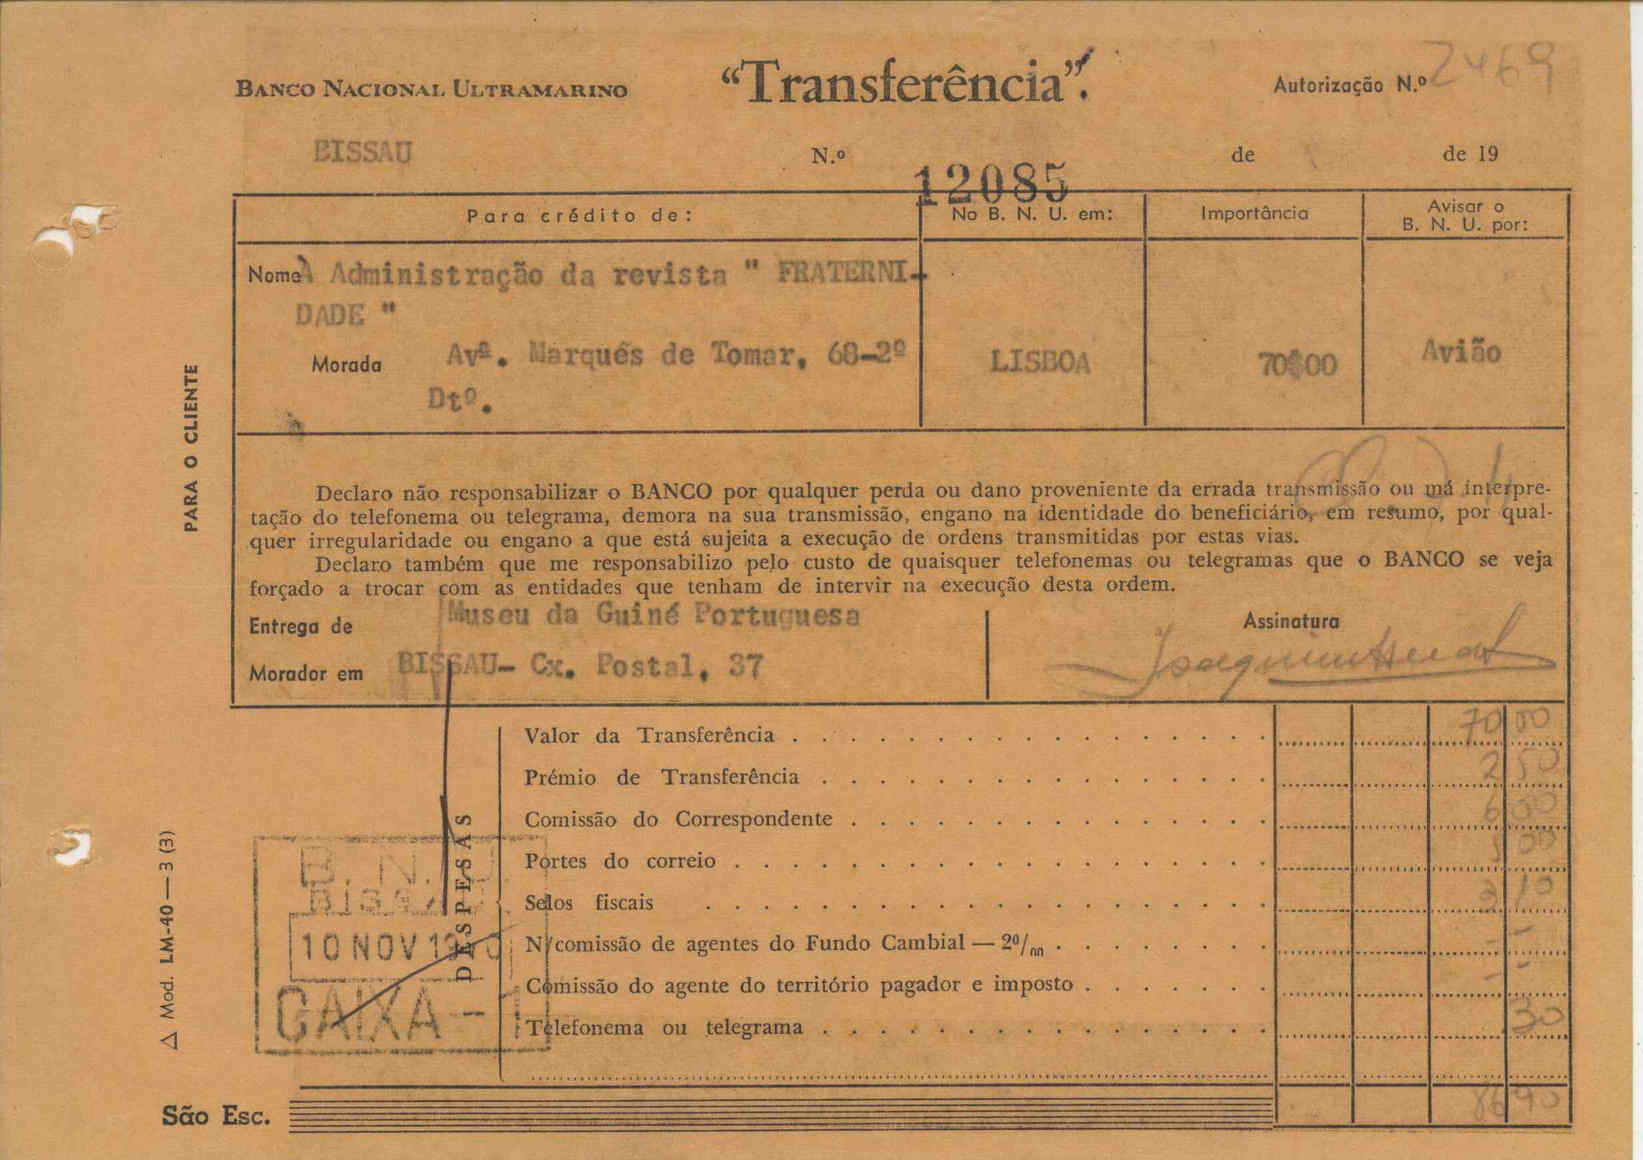 BANCO NACIONAL ULTRAMARINO
“Transferência”.
Autorização N.º 2469
BISSAU
N.º 12085
de
de 19
Para crédito de:
No B. N. U. em:
Importância
Avisar o
B. N. U. por:
Nome À Administração da revista " FRATERNI-
DADE "
Morada Avª. Marquês de Tomar, 68-2º
Dtº.
LISBOA
70$00
Avião
PARA O CLIENTE
Declaro não responsabilizar o BANCO por qualquer perda ou dano proveniente da errada transmissão ou má interpre-
tação do telefonema ou telegrama, demora na sua transmissão, engano na identidade do beneficiário, em resumo, por qual-
quer irregularidade ou engano a que está sujeita a execução de ordens transmitidas por estas vias.
Declaro também que me responsabilizo pelo custo de quaisquer telefonemas ou telegramas que o BANCO se veja
forçado a trocar com as entidades que tenham de intervir na execução desta ordem.
Entrega de Museu da Guiné Portuguesa
Assinatura
Morador em BISSAU- Cx. Postal, 37
DESPESAS
Valor da Transferência 70 00
Prémio de Transferência 2 50
Comissão do Correspondente 6 00
Portes do correio 00
Selos fiscais 10
N/comissão de agentes do Fundo Cambial — 2º/₀₀ --
Comissão do agente do território pagador e imposto --
Telefonema ou telegrama 30
B. N. U.
BISSAU
10 NOV 19
CAIXA - 1
△ Mod. LM-40 — 3 (3)
São Esc. 86 90